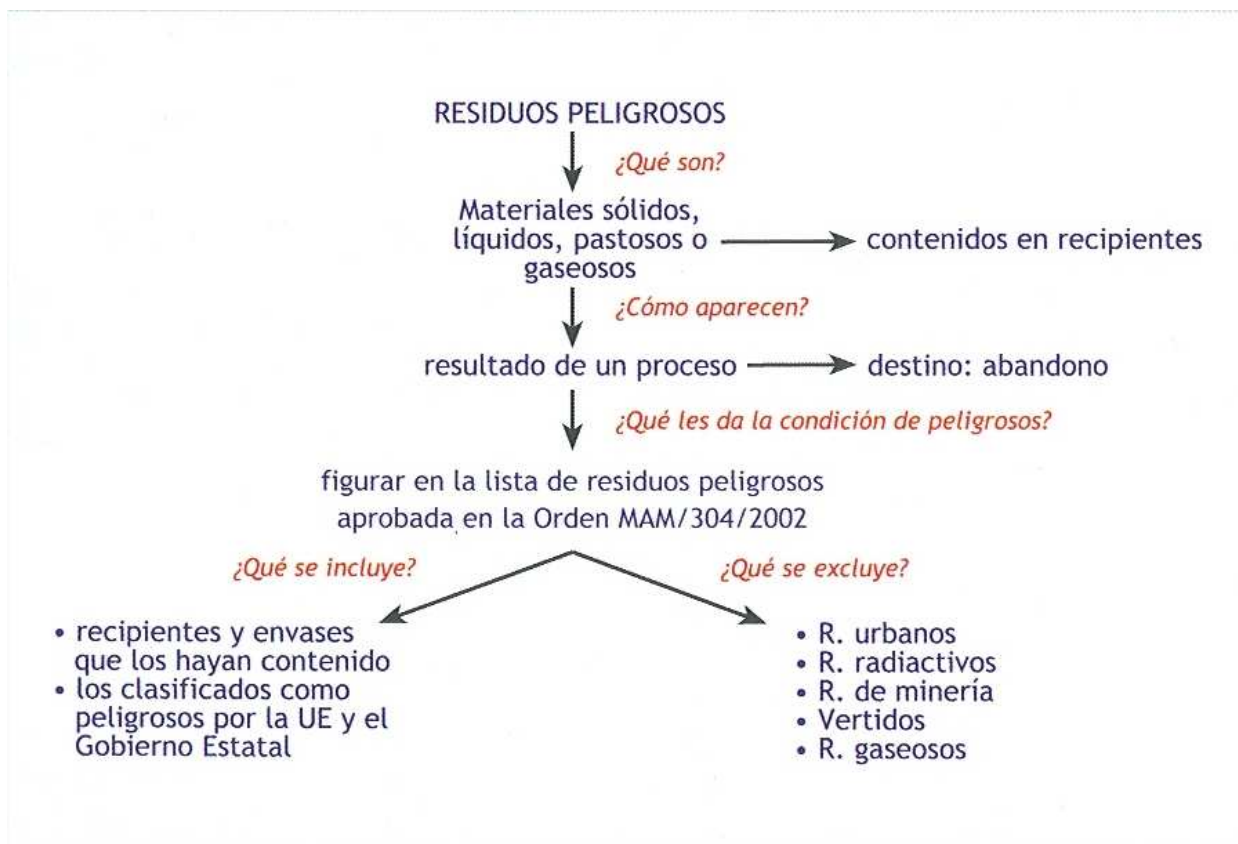 RESIDUOS PELIGROSOS
¿Qué son?
Materiales sólidos,
líquidos, pastosos o
gaseosos
contenidos en recipientes
¿Cómo aparecen?
resultado de un proceso
destino: abandono
¿Qué les da la condición de peligrosos?
figurar en la lista de residuos peligrosos
aprobada en la Orden MAM/304/2002
¿Qué se incluye?
• recipientes y envases
que los hayan contenido
• los clasificados como
peligrosos por la UE y el
Gobierno Estatal
¿Qué se excluye?
• R. urbanos
• R. radiactivos
• R. de minería
• Vertidos
• R. gaseosos